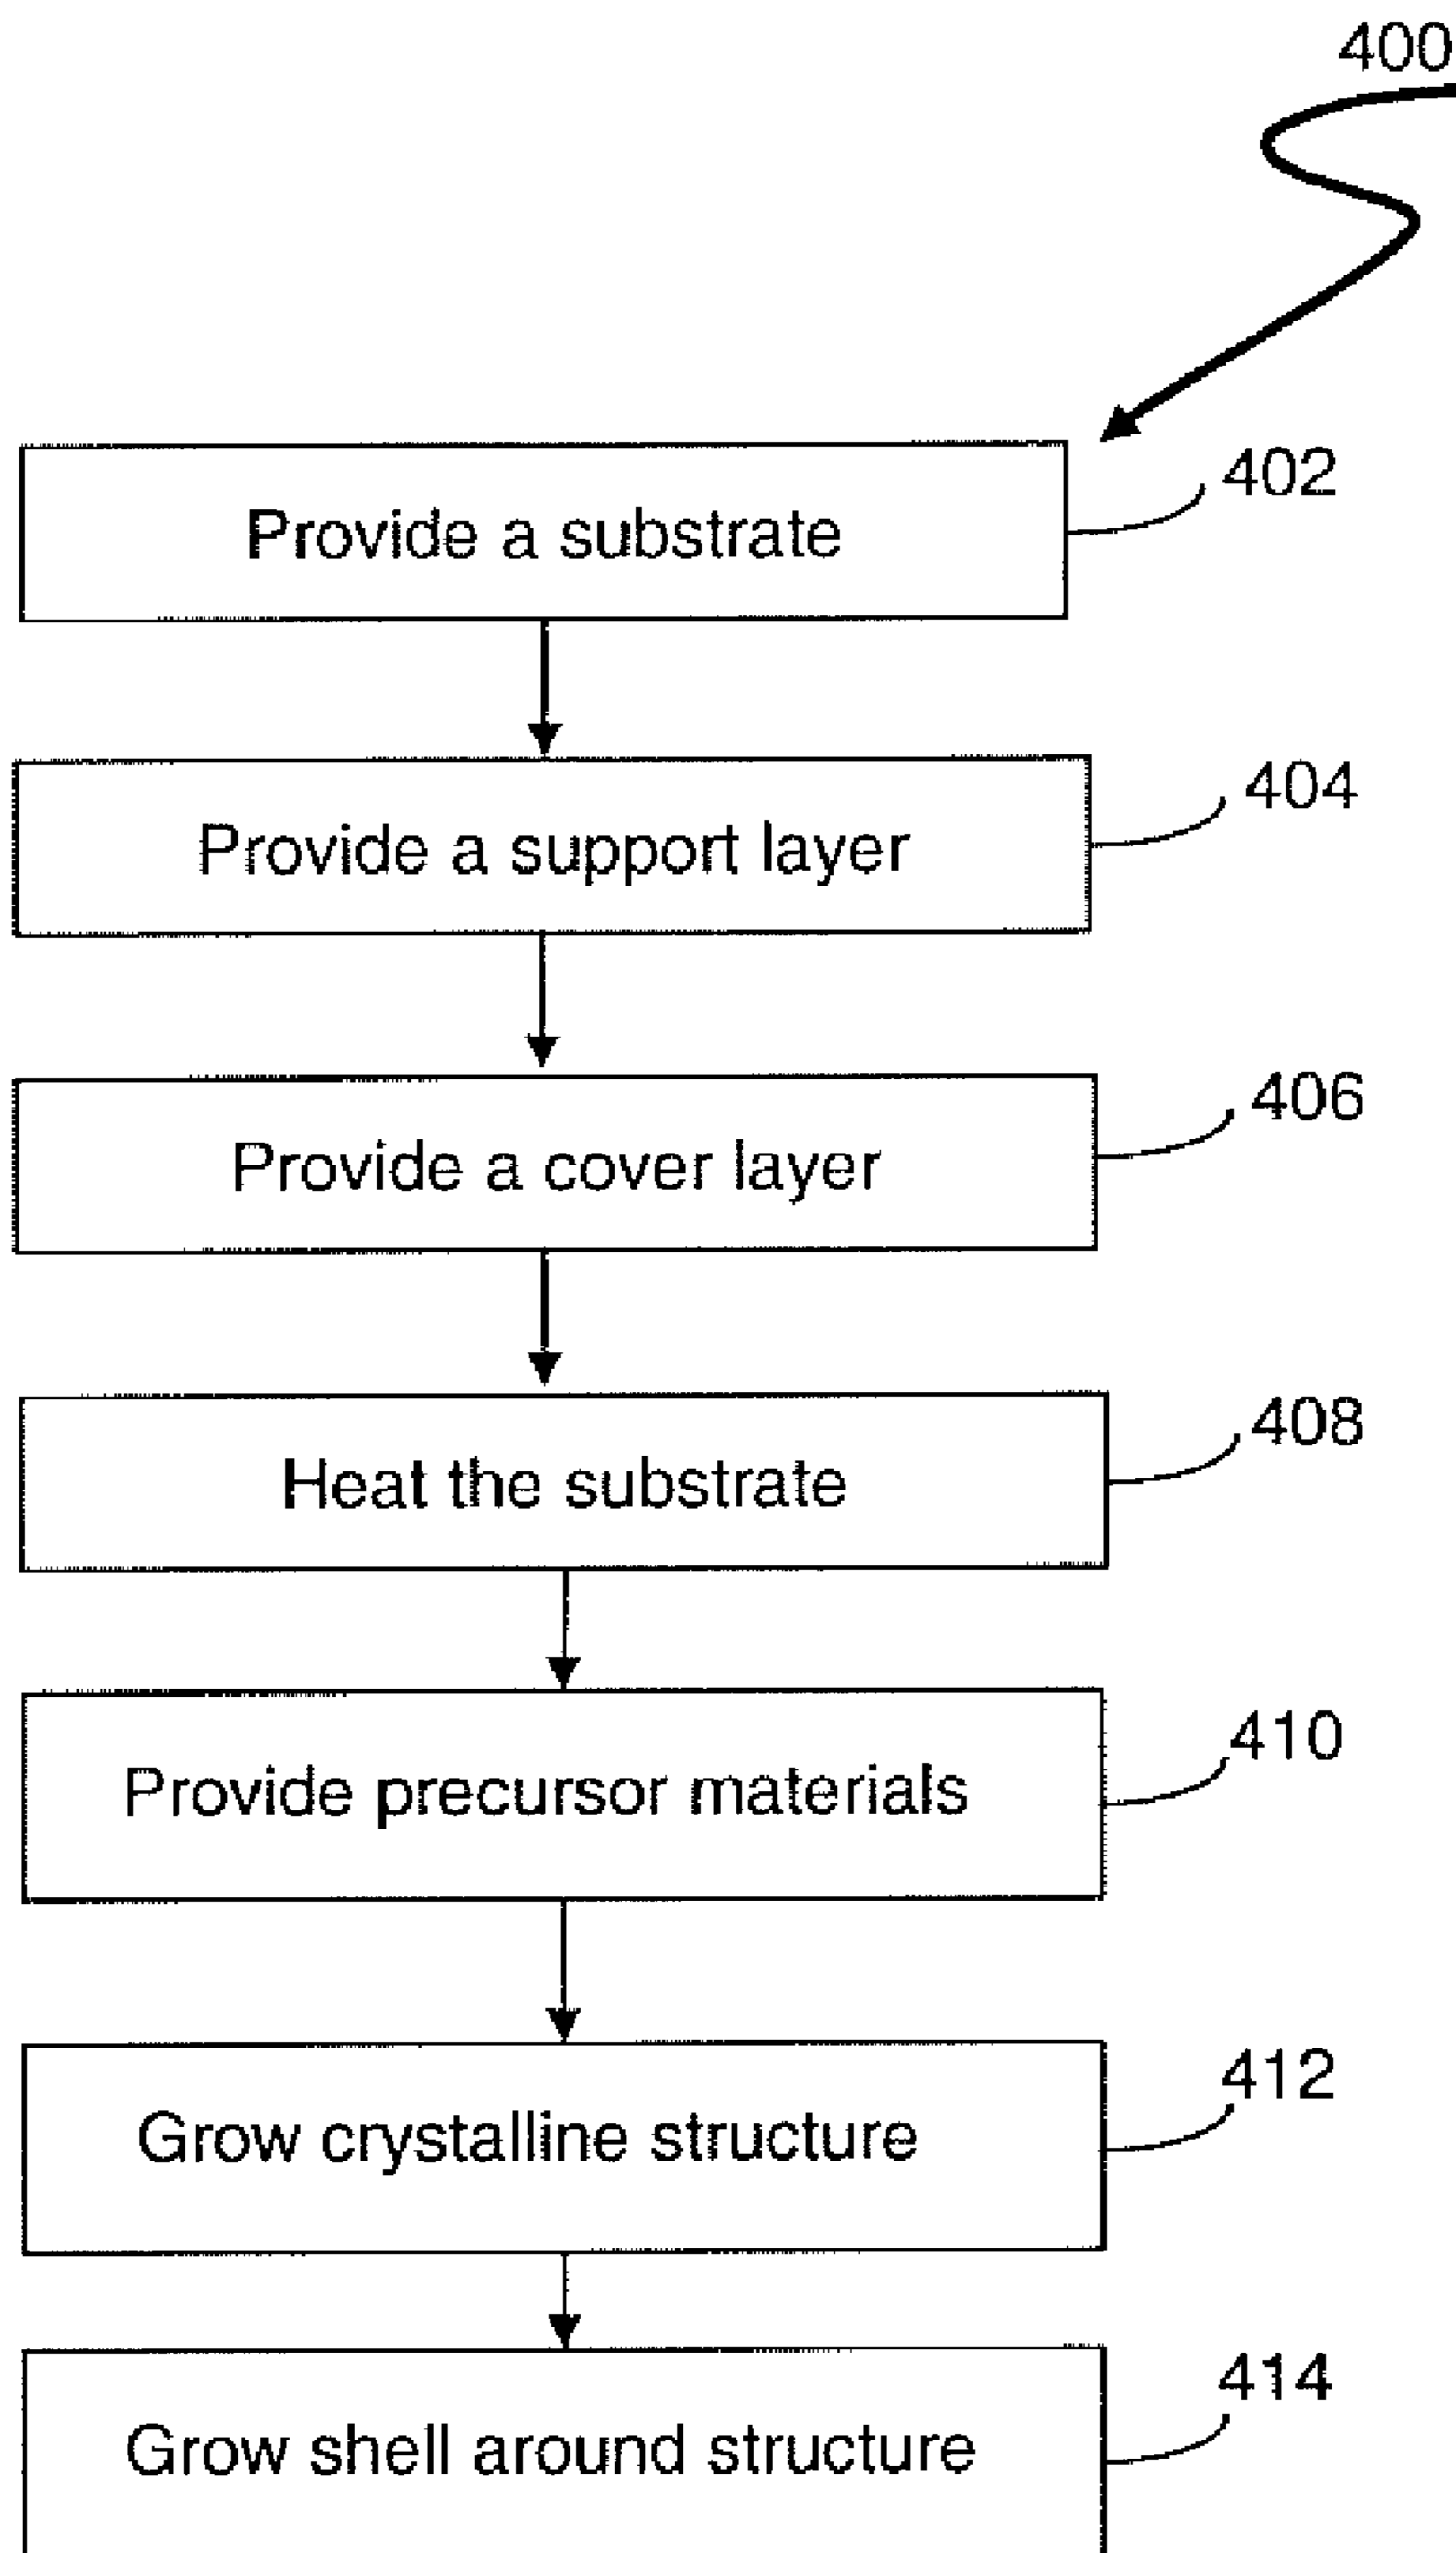 400
Provide a substrate
402
Provide a support layer
404
Provide a cover layer
406
Heat the substrate
408
Provide precursor materials
410
Grow crystalline structure
412
Grow shell around structure
414